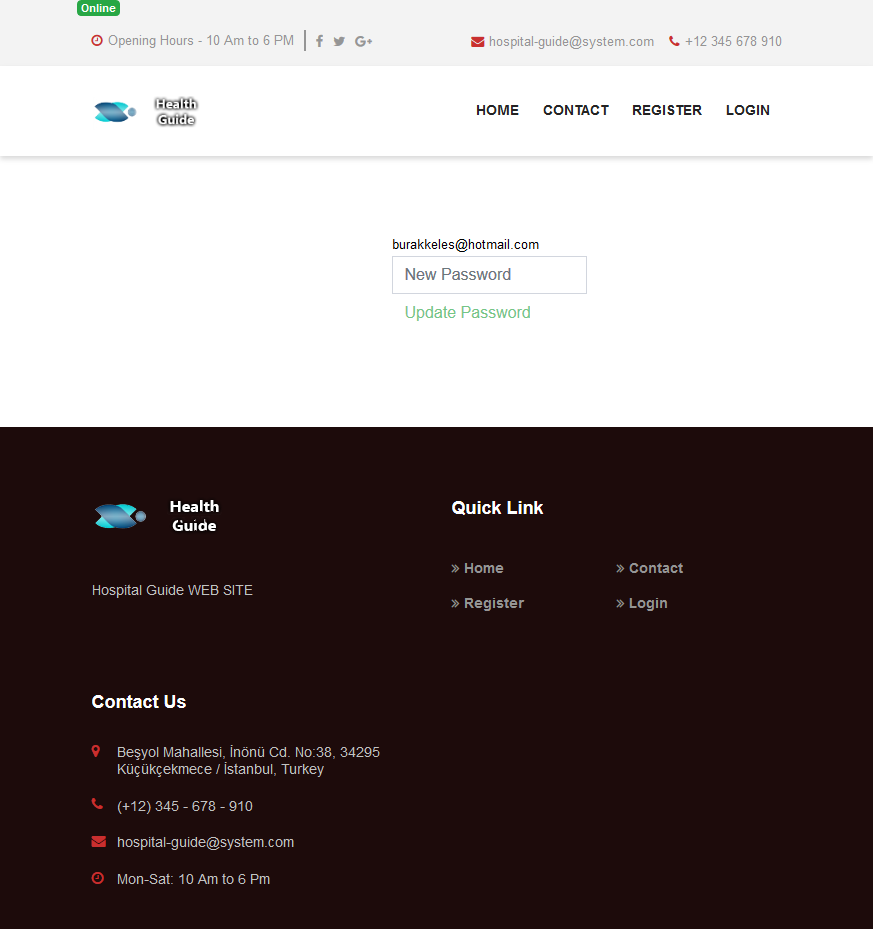 Online
Opening Hours - 10 Am to 6 PM
hospital-guide@system.com
+12 345 678 910
Health
Guide
HOME CONTACT REGISTER LOGIN
burakkeles@hotmail.com
New Password
Update Password
Health
Guide
Hospital Guide WEB SITE
Quick Link
» Home
» Contact
» Register
» Login
Contact Us
Beşyol Mahallesi, İnönü Cd. No:38, 34295
Küçükçekmece / İstanbul, Turkey
(+12) 345 - 678 - 910
hospital-guide@system.com
Mon-Sat: 10 Am to 6 Pm